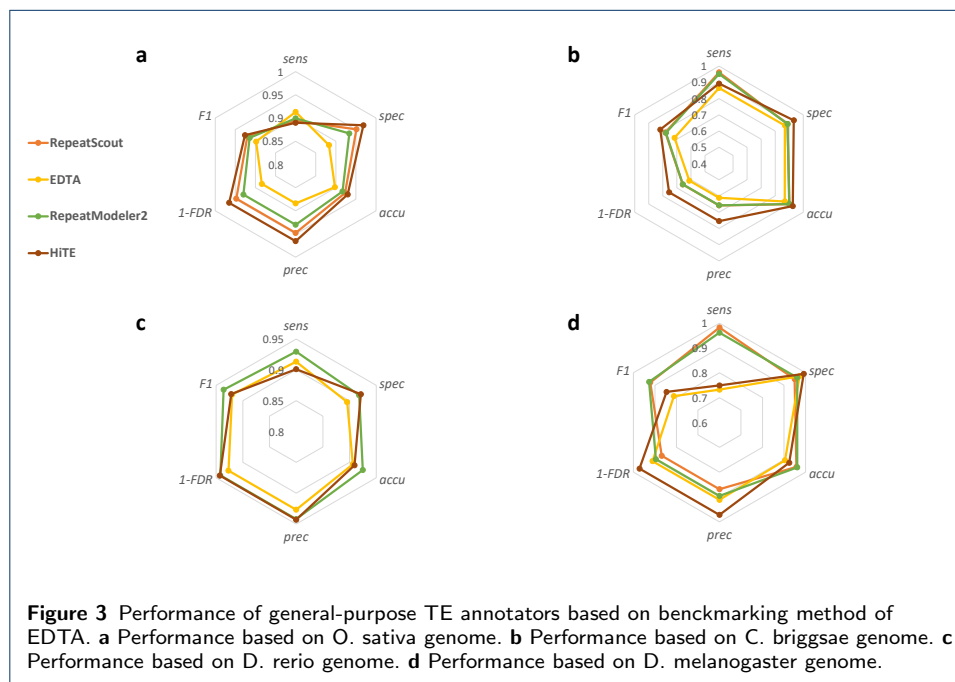 a
sens
1
0.95
0.9
0.85
0.8
spec
accu
prec
1-FDR
F1
RepeatScout
EDTA
RepeatModeler2
HiTE
b
sens
1
0.9
0.8
0.7
0.6
0.5
0.4
spec
accu
prec
1-FDR
F1
c
sens
0.95
0.9
0.85
0.8
spec
accu
prec
1-FDR
F1
d
sens
1
0.9
0.8
0.7
0.6
spec
accu
prec
1-FDR
F1
Figure 3 Performance of general-purpose TE annotators based on benckmarking method of
EDTA. a Performance based on O. sativa genome. b Performance based on C. briggsae genome. c
Performance based on D. rerio genome. d Performance based on D. melanogaster genome.